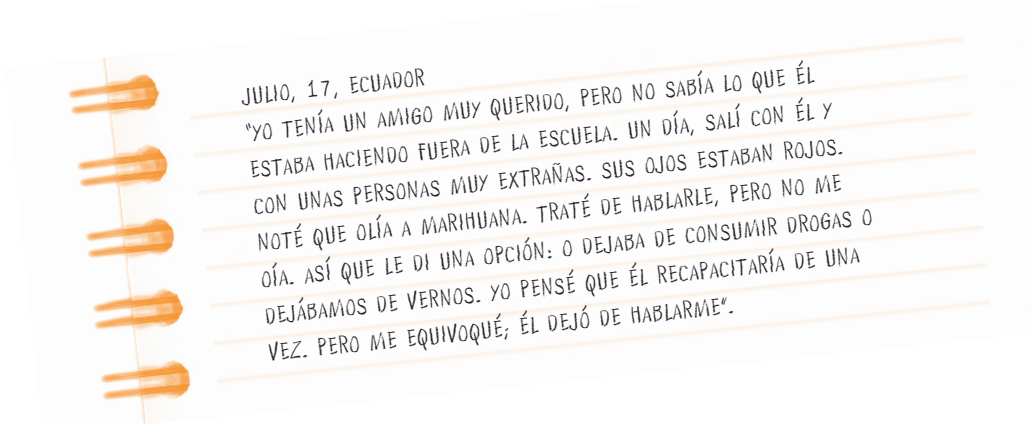 JULIO, 17, ECUADOR
"YO TENÍA UN AMIGO MUY QUERIDO, PERO NO SABÍA LO QUE ÉL
ESTABA HACIENDO FUERA DE LA ESCUELA. UN DÍA, SALÍ CON ÉL Y
CON UNAS PERSONAS MUY EXTRAÑAS. SUS OJOS ESTABAN ROJOS.
NOTÉ QUE OLÍA A MARIHUANA. TRATÉ DE HABLARLE, PERO NO ME
OÍA. ASÍ QUE LE DI UNA OPCIÓN: O DEJABA DE CONSUMIR DROGAS O
DEJÁBAMOS DE VERNOS. YO PENSÉ QUE ÉL RECAPACITARÍA DE UNA
VEZ. PERO ME EQUIVOQUÉ; ÉL DEJÓ DE HABLARME".